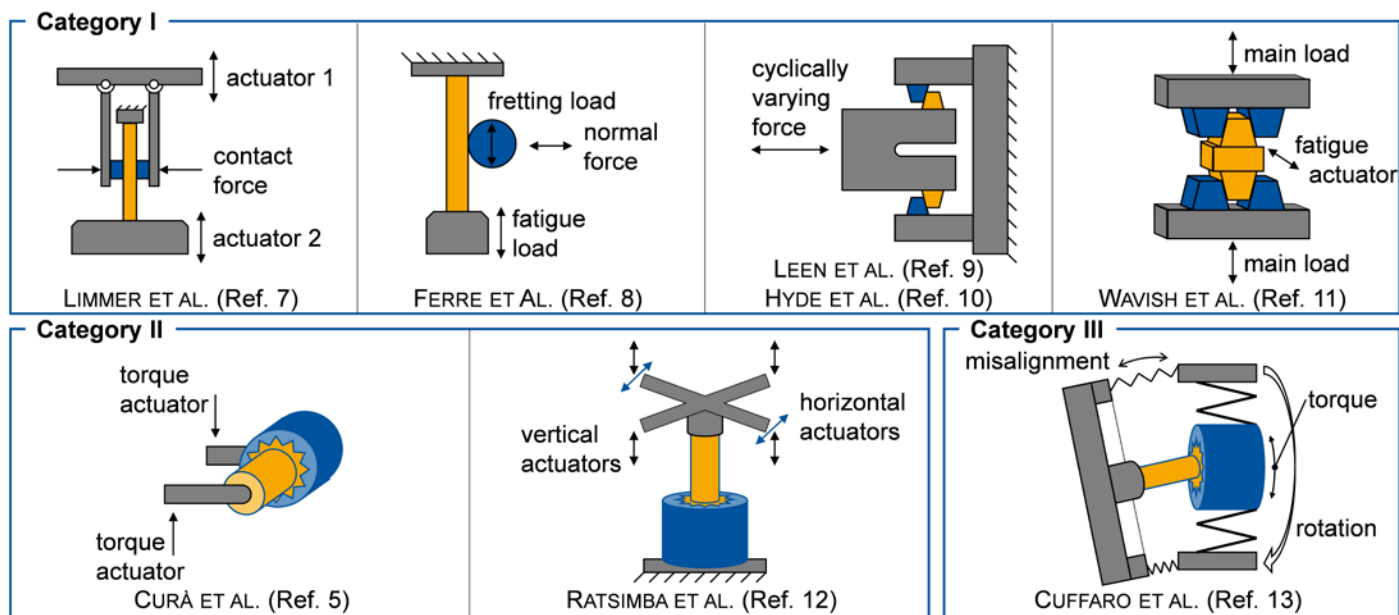 Category I
actuator 1
contact
force
actuator 2
LIMMER ET AL. (Ref. 7)
fretting load
normal
force
fatigue
load
FERRE ET AL. (Ref. 8)
cyclically
varying
force
LEEN ET AL. (Ref. 9)
HYDE ET AL. (Ref. 10)
main load
fatigue
actuator
main load
WAVISH ET AL. (Ref. 11)
Category II
torque
actuator
torque
actuator
CURÀ ET AL. (Ref. 5)
vertical
actuators
horizontal
actuators
RATSIMBA ET AL. (Ref. 12)
Category III
misalignment
torque
rotation
CUFFARO ET AL. (Ref. 13)